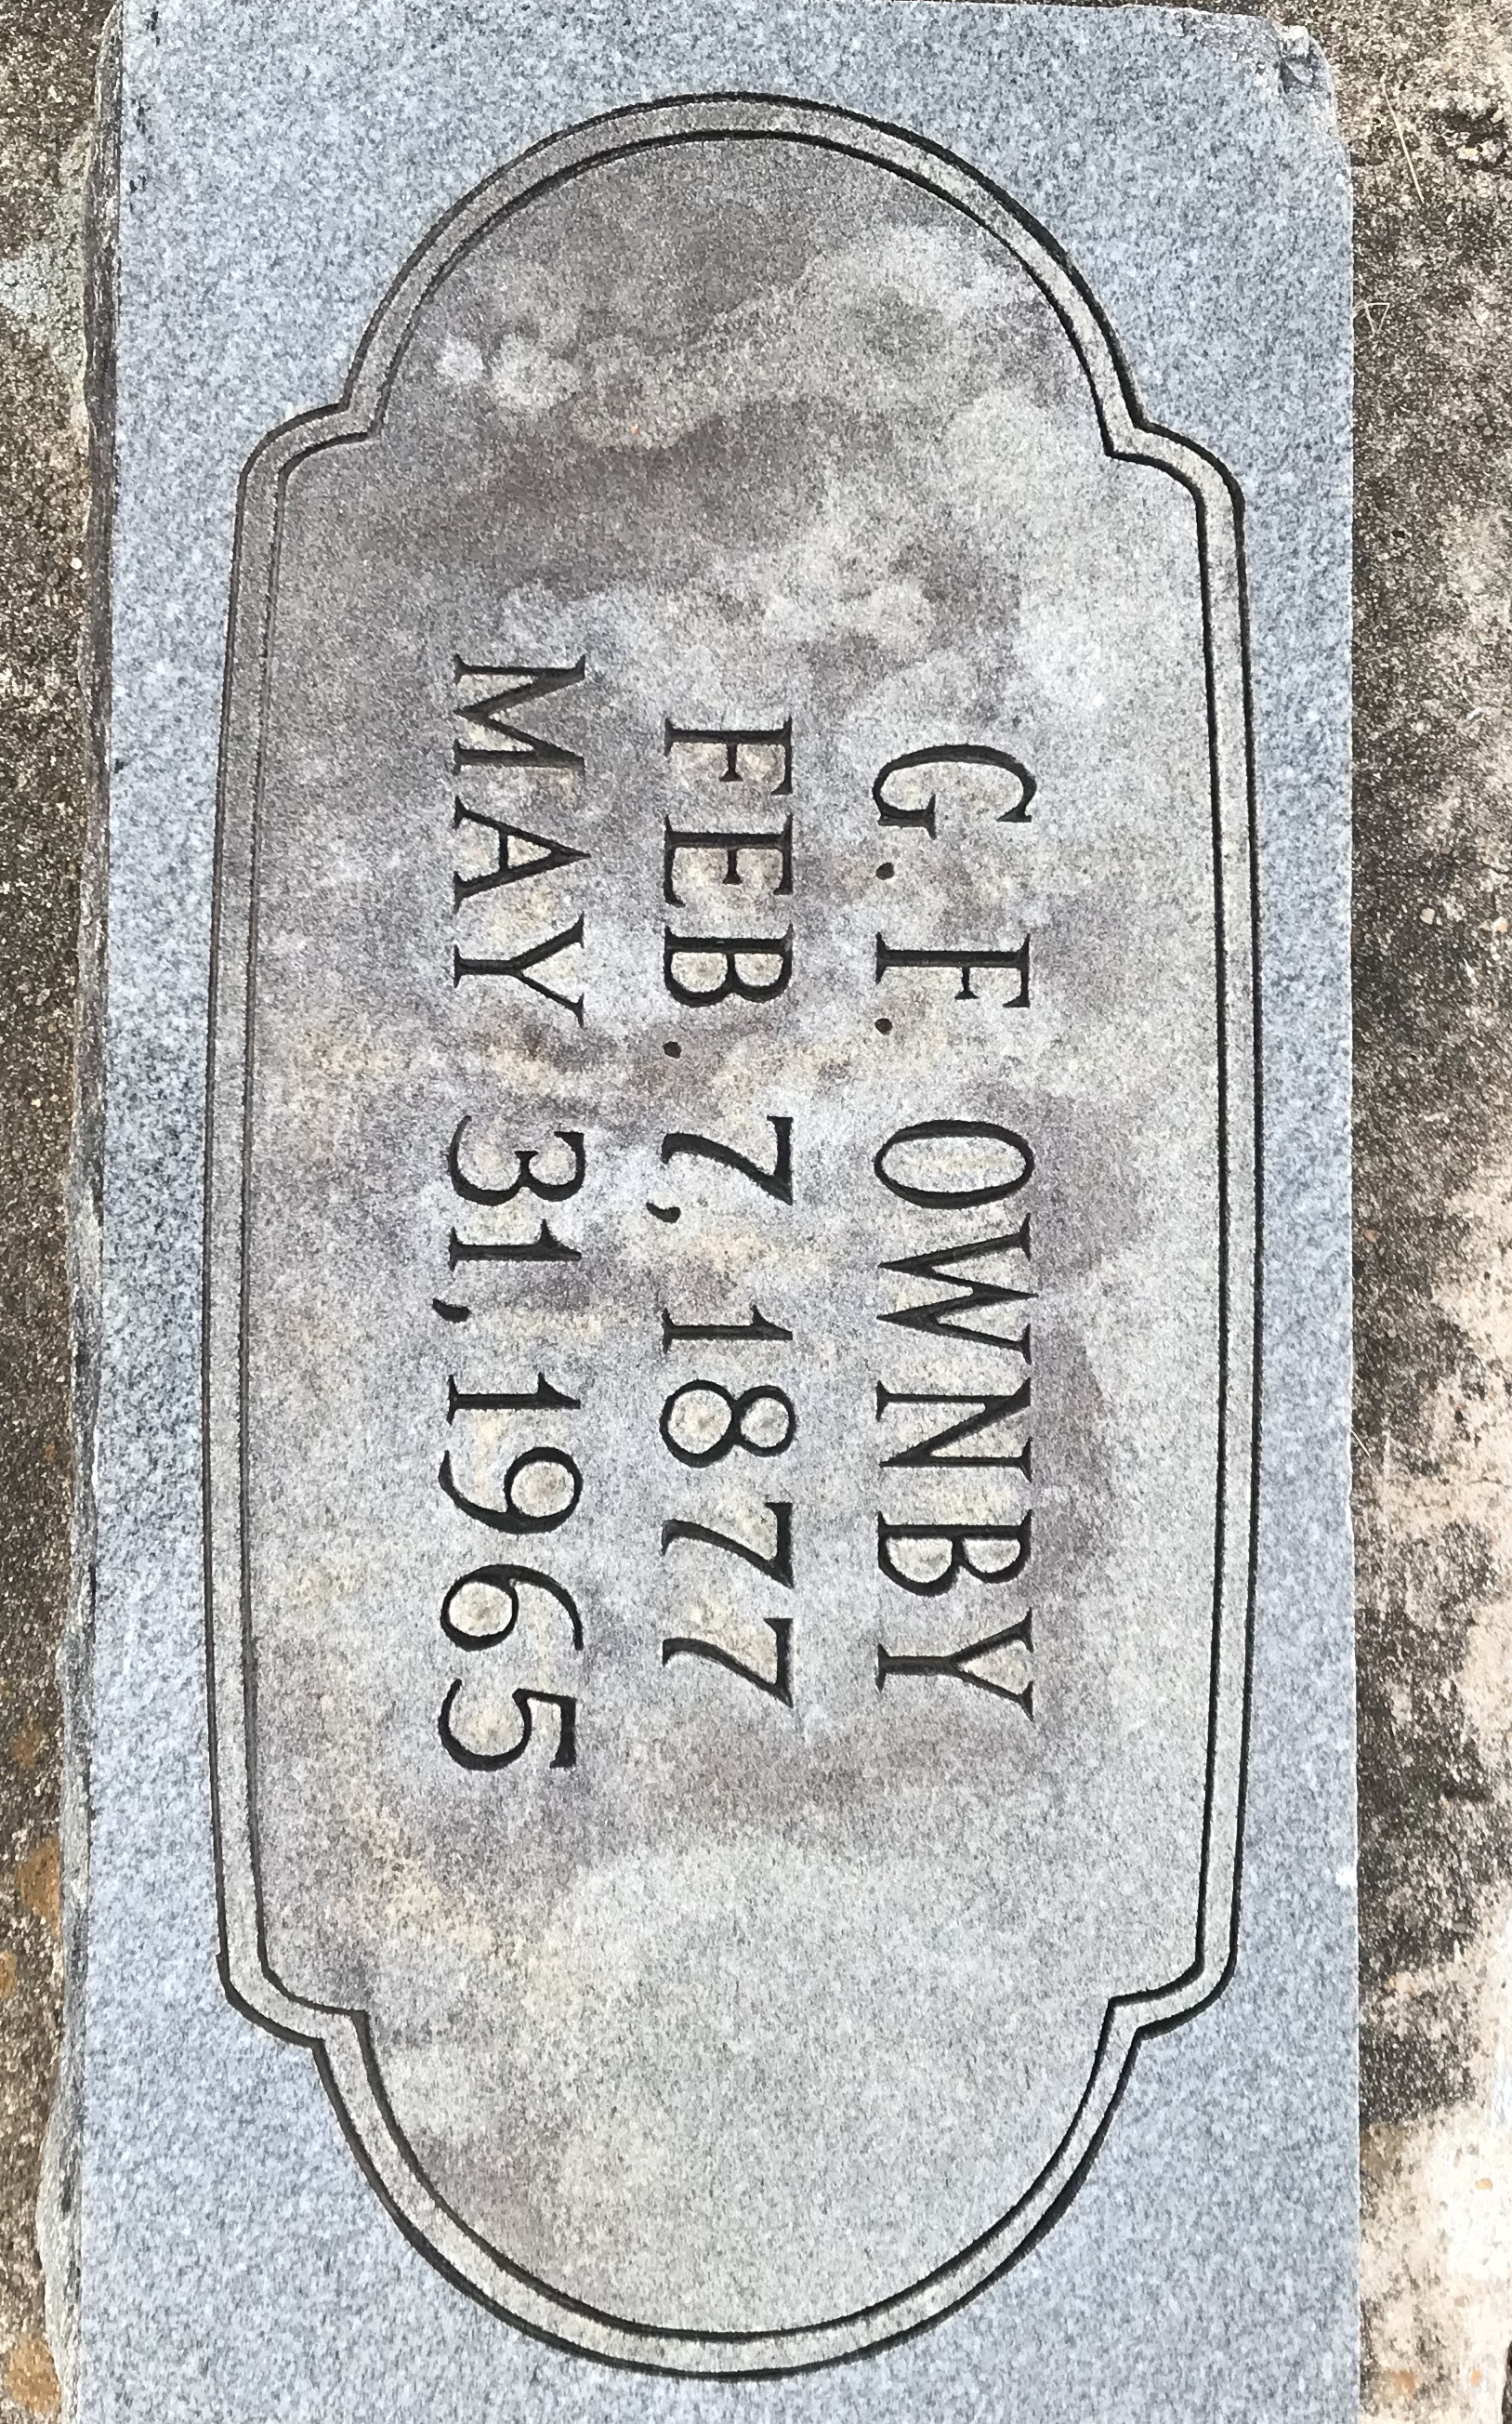 G. F. OWNBY
FEB. 7, 1877
MAY 31, 1965